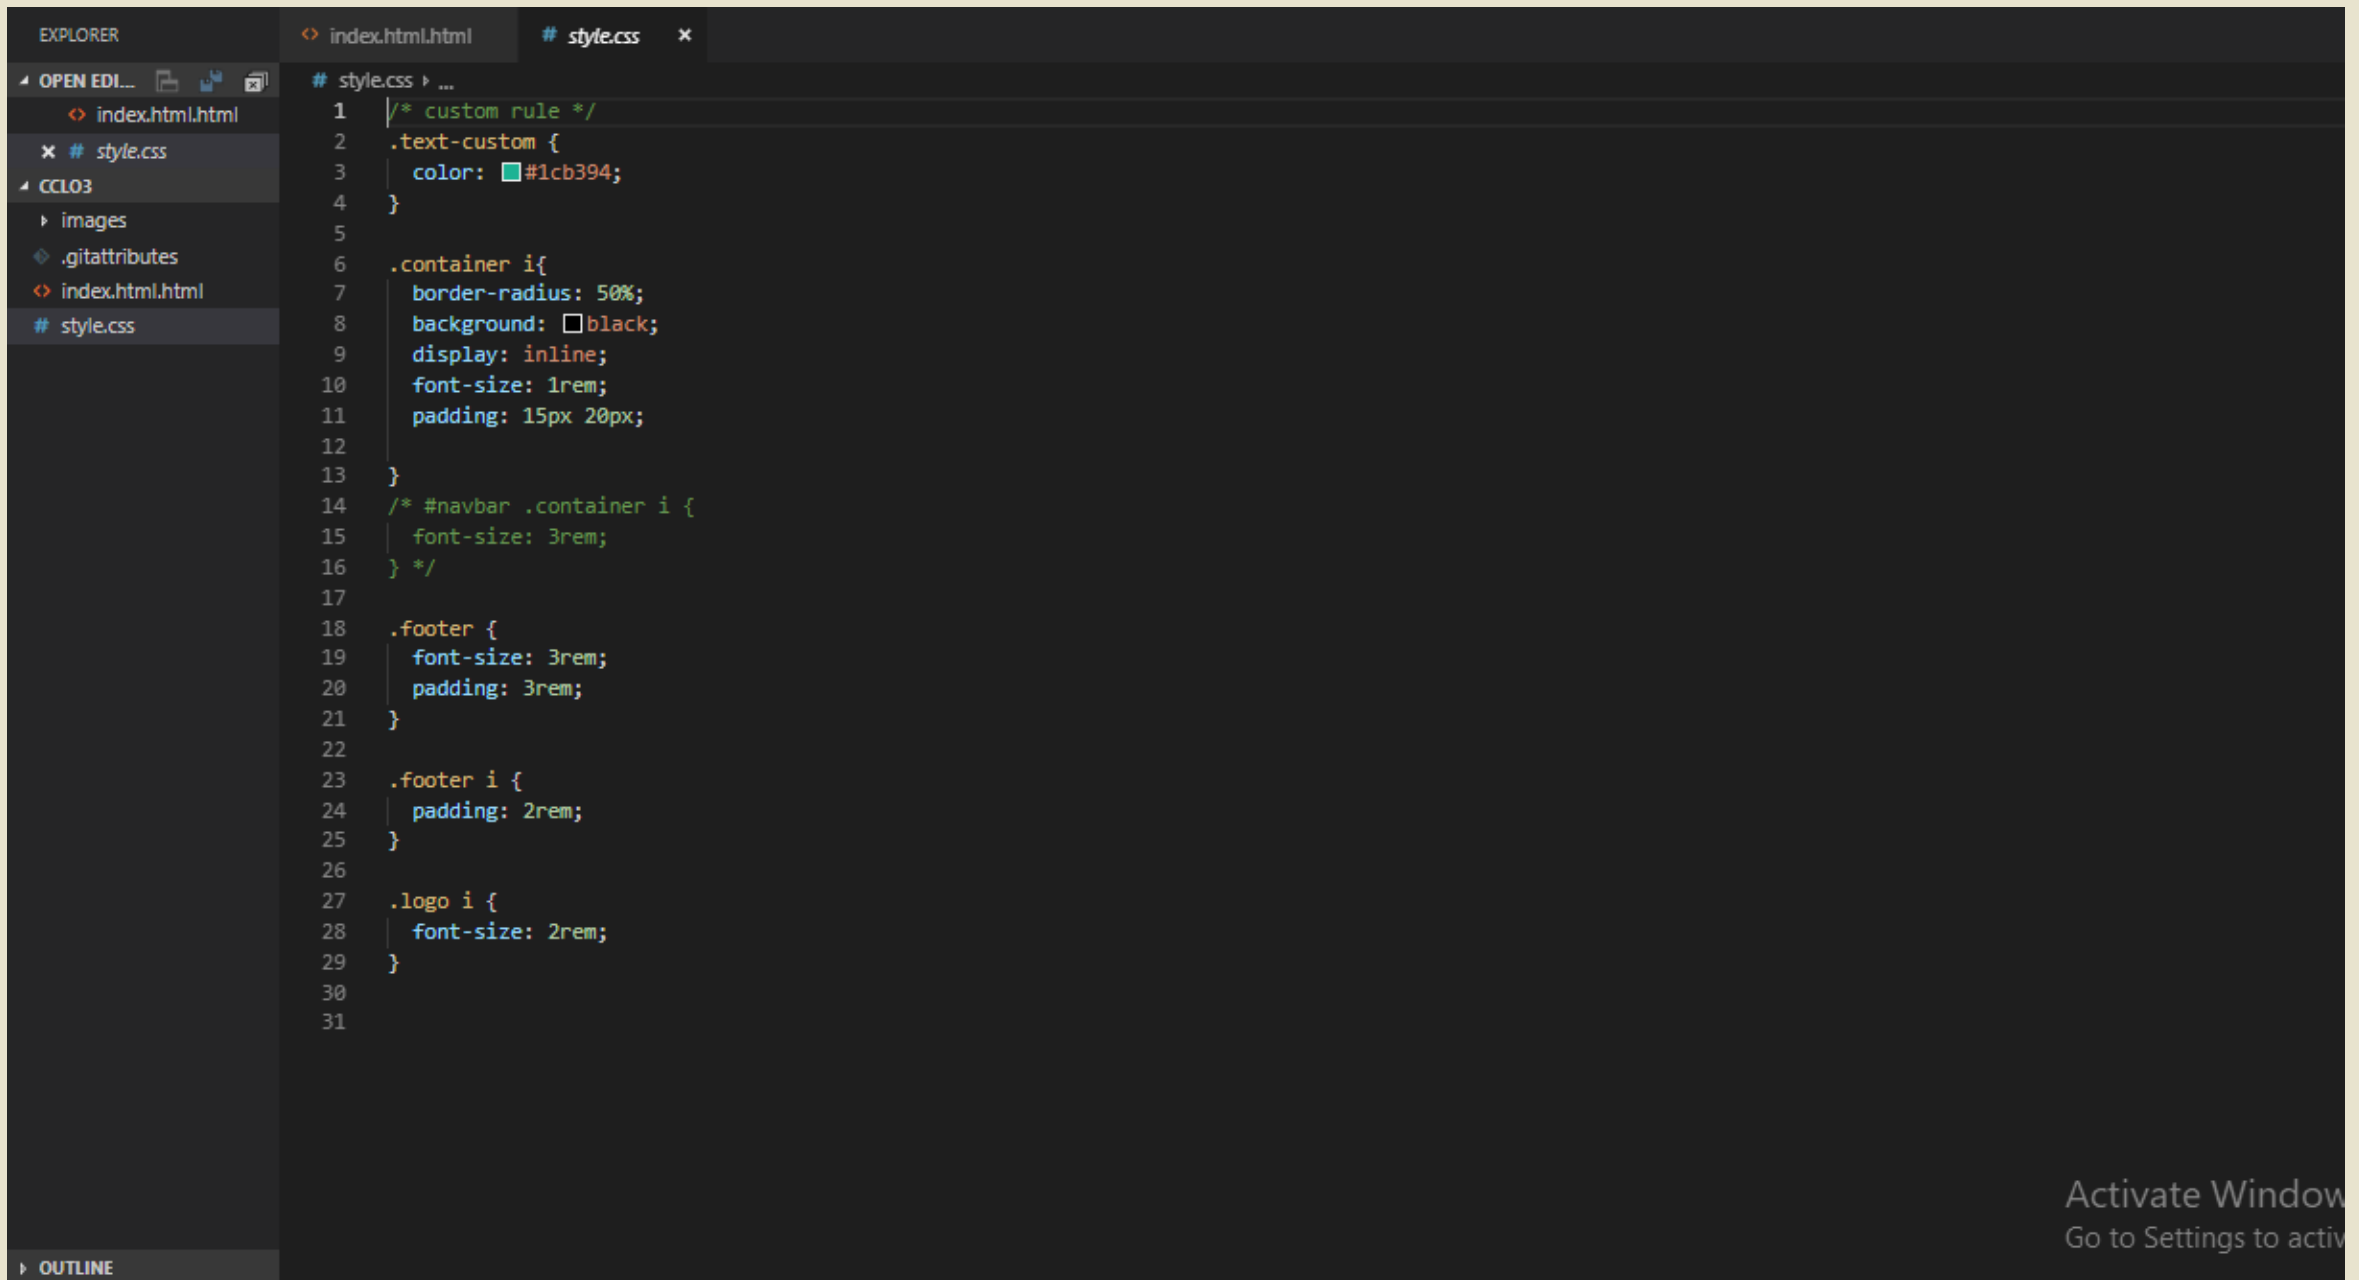 EXPLORER
OPEN EDI...
index.html.html
style.css
CCLO3
images
.gitattributes
index.html.html
style.css
OUTLINE
index.html.html
style.css
style.css ...
1 /* custom rule */
2 .text-custom {
3 color: #1cb394;
4 }
5
6 .container i{
7 border-radius: 50%;
8 background: black;
9 display: inline;
10 font-size: 1rem;
11 padding: 15px 20px;
12
13 }
14 /* #navbar .container i {
15 font-size: 3rem;
16 } */
17
18 .footer {
19 font-size: 3rem;
20 padding: 3rem;
21 }
22
23 .footer i {
24 padding: 2rem;
25 }
26
27 .logo i {
28 font-size: 2rem;
29 }
30
31
Activate Window
Go to Settings to activ